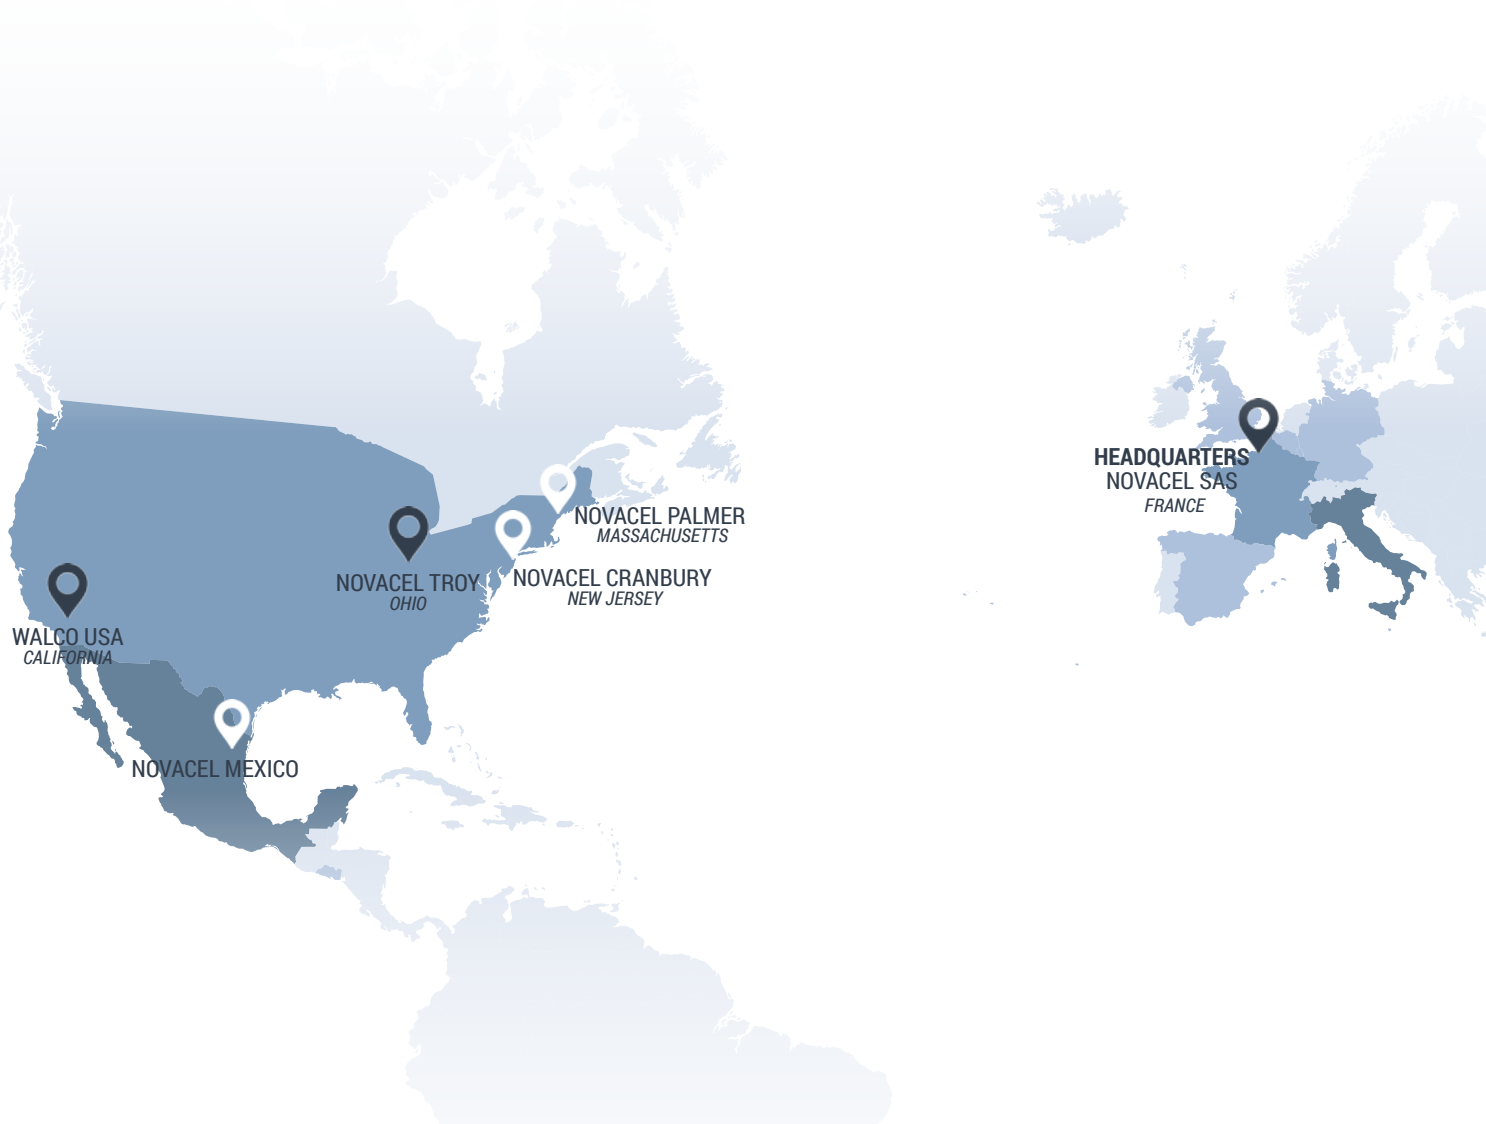 HEADQUARTERS
NOVACEL SAS
FRANCE
NOVACEL PALMER
MASSACHUSETTS
NOVACEL TROY
OHIO
NOVACEL CRANBURY
NEW JERSEY
WALCO USA
CALIFORNIA
NOVACEL MEXICO